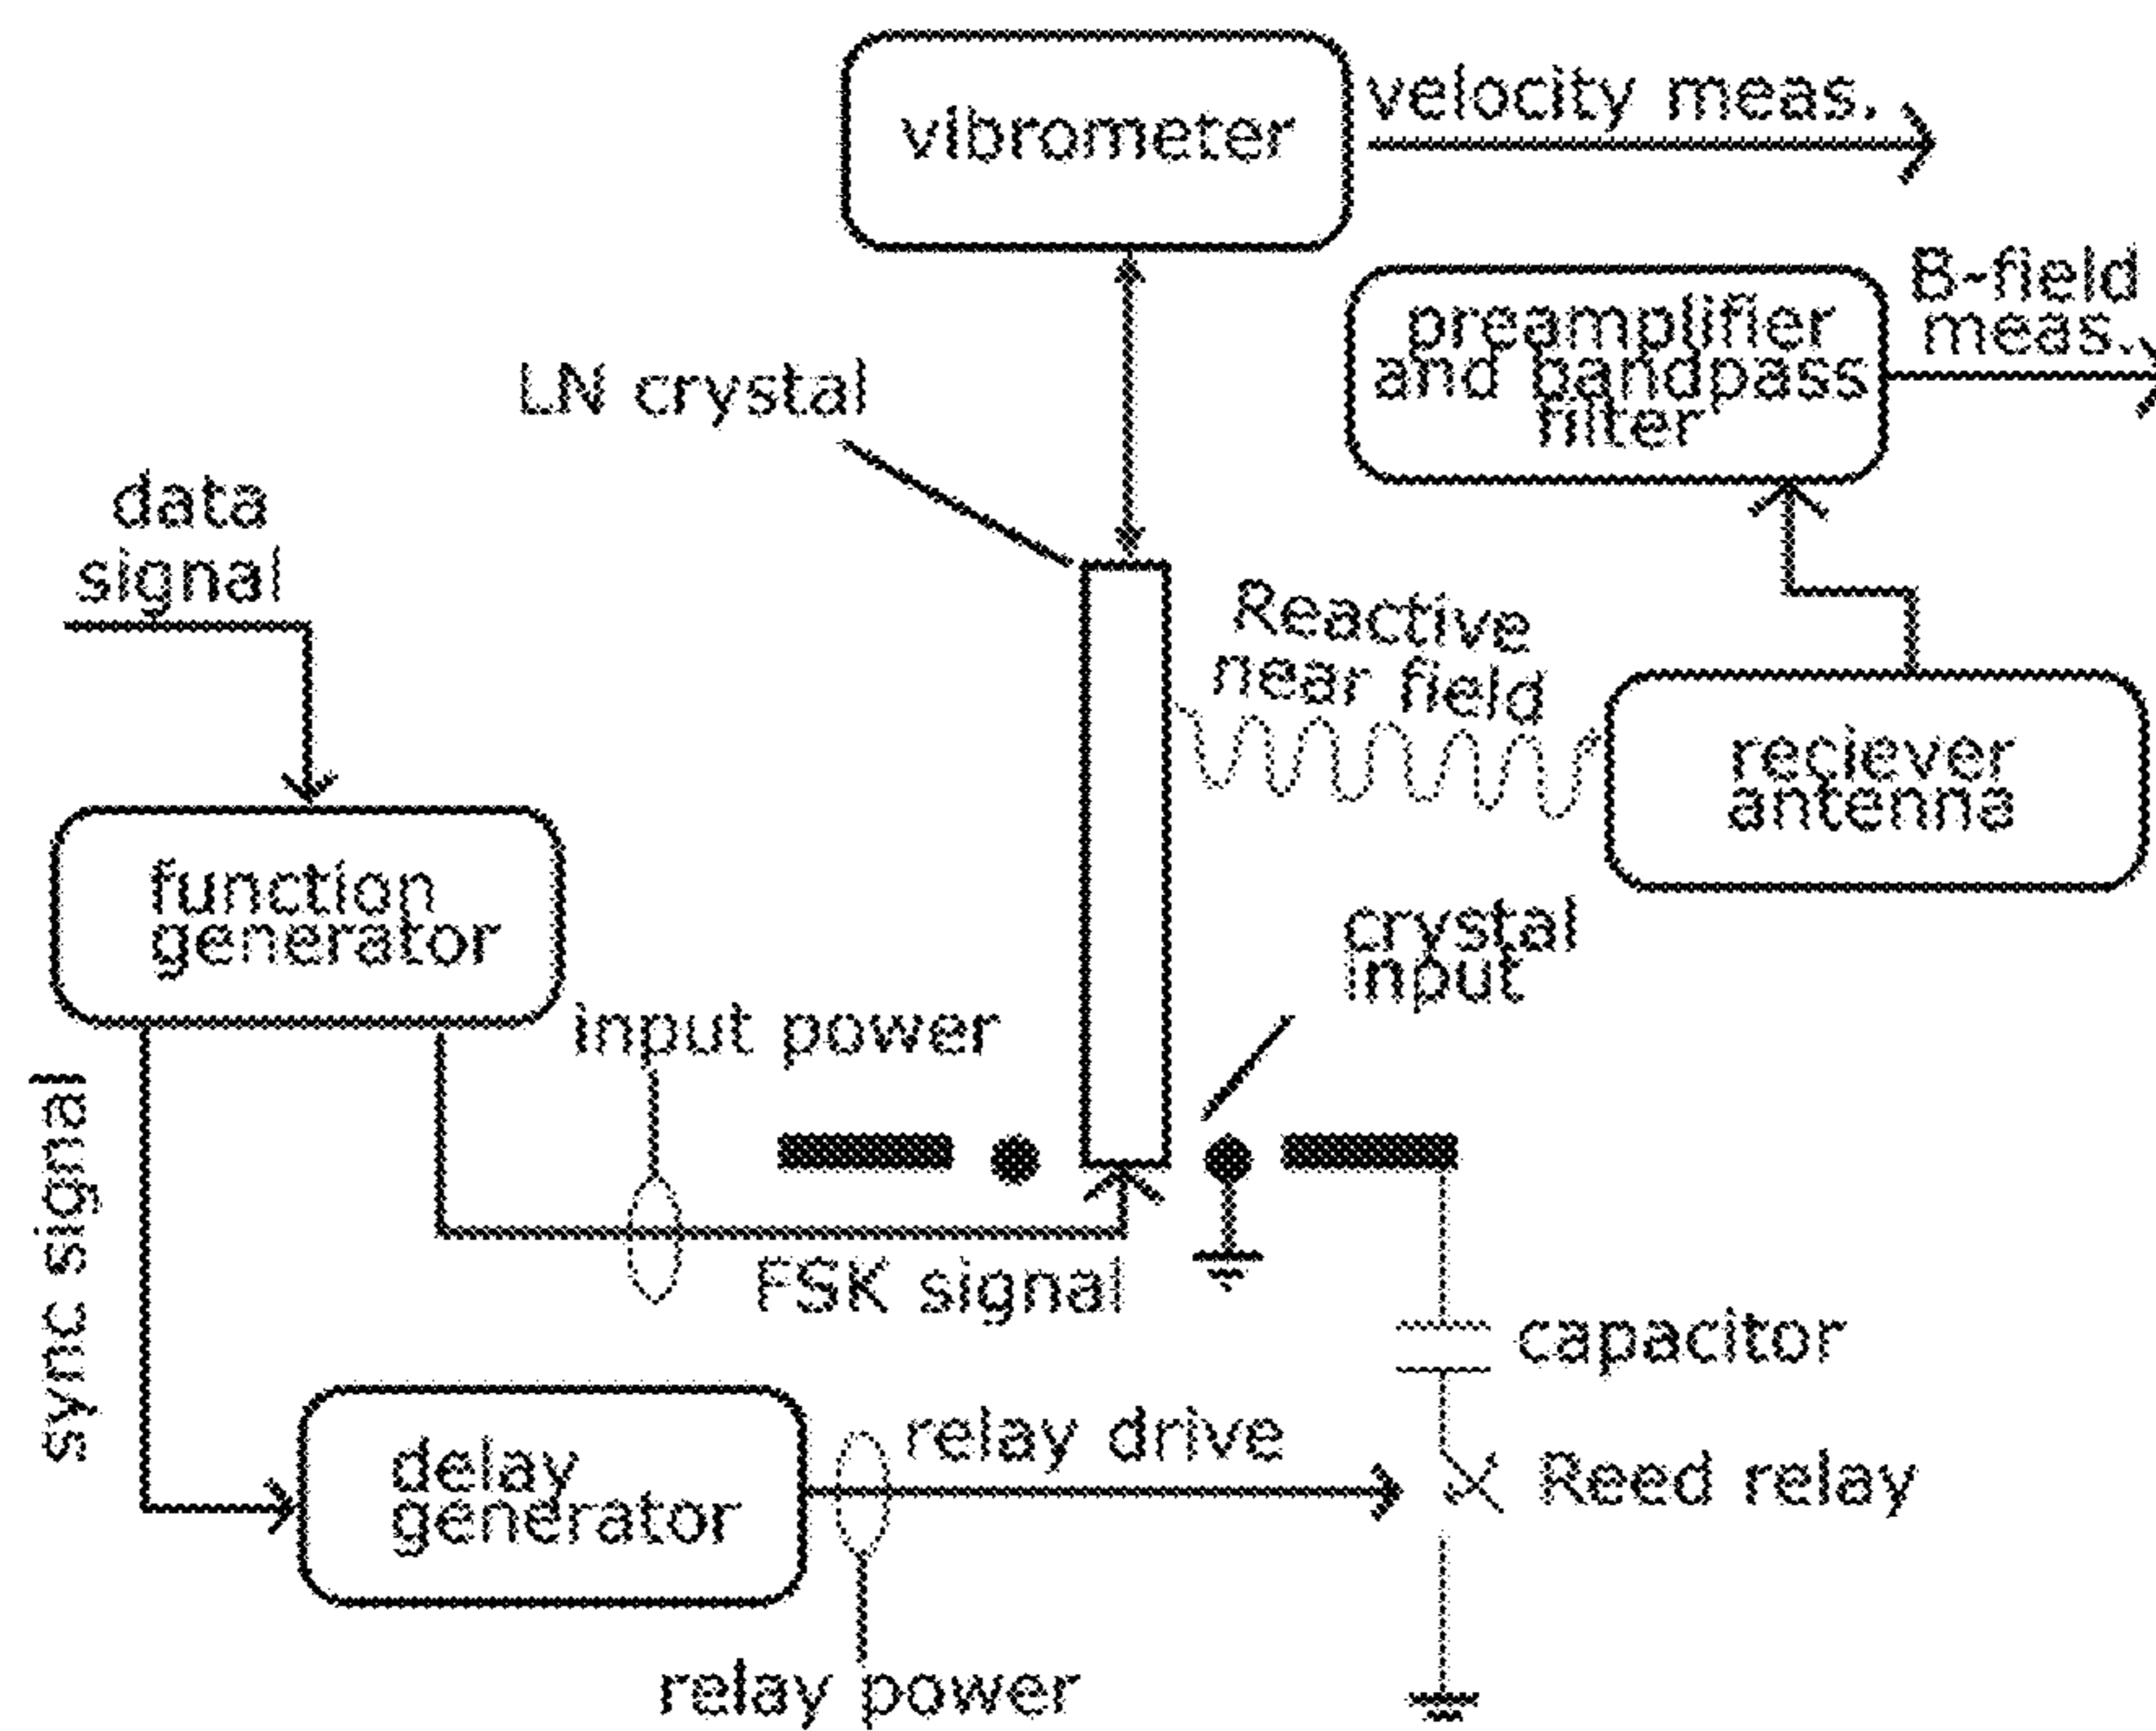 vibrometer
velocity meas.
B-field
meas.
preamplifier
and bandpass
filter
LN crystal
data
signal
Reactive
near field
reciever
antenna
function
generator
crystal
input
input power
sync signal
FSK signal
capacitor
relay drive
delay
generator
Reed relay
relay power